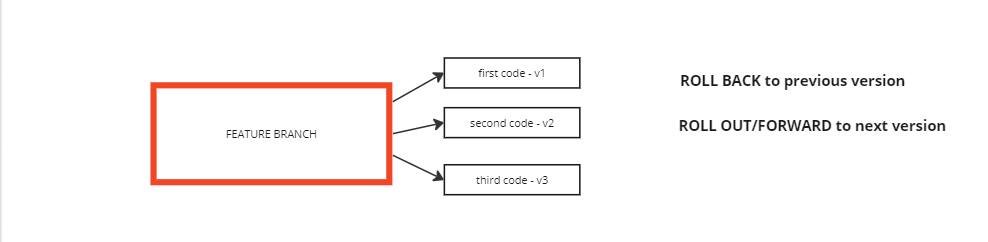 first code - v1
ROLL BACK to previous version
FEATURE BRANCH
second code - v2
ROLL OUT/FORWARD to next version
third code - v3